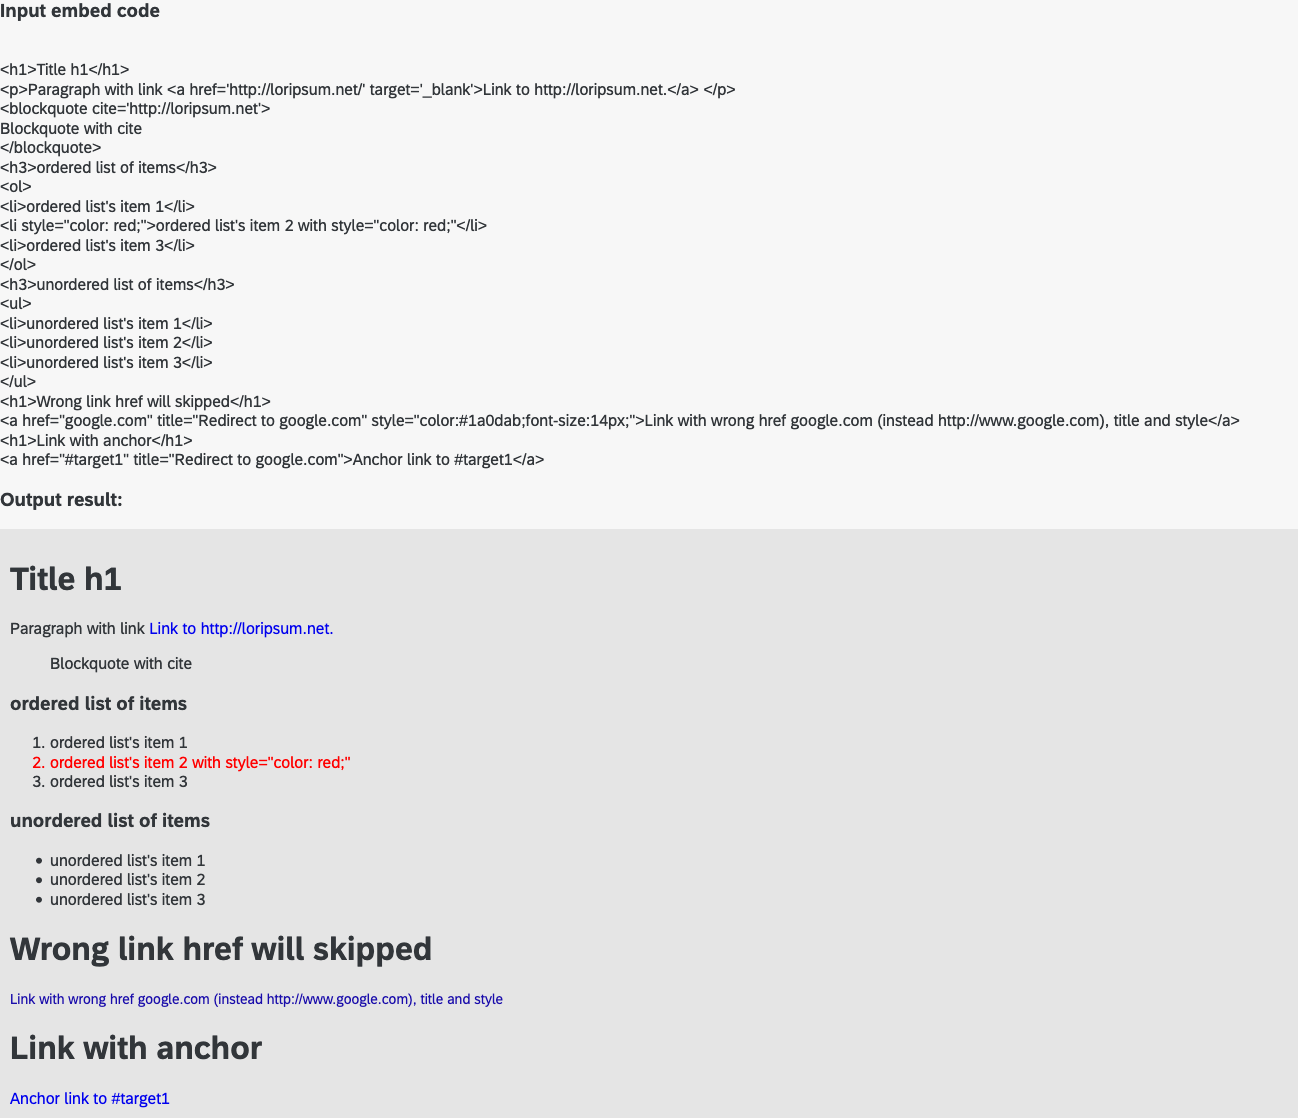 Input embed code
<h1>Title h1</h1>
<p>Paragraph with link <a href='http://loripsum.net/' target='_blank'>Link to http://loripsum.net.</a> </p>
<blockquote cite='http://loripsum.net'>
Blockquote with cite
</blockquote>
<h3>ordered list of items</h3>
<ol>
<li>ordered list's item 1</li>
<li style="color: red;">ordered list's item 2 with style="color: red;"</li>
<li>ordered list's item 3</li>
</ol>
<h3>unordered list of items</h3>
<ul>
<li>unordered list's item 1</li>
<li>unordered list's item 2</li>
<li>unordered list's item 3</li>
</ul>
<h1>Wrong link href will skipped</h1>
<a href="google.com" title="Redirect to google.com" style="color:#1a0dab;font-size:14px;">Link with wrong href google.com (instead http://www.google.com), title and style</a>
<h1>Link with anchor</h1>
<a href="#target1" title="Redirect to google.com">Anchor link to #target1</a>
Output result:
Title h1
Paragraph with link Link to http://loripsum.net.
Blockquote with cite
ordered list of items
1. ordered list's item 1
2. ordered list's item 2 with style="color: red;"
3. ordered list's item 3
unordered list of items
• unordered list's item 1
• unordered list's item 2
• unordered list's item 3
Wrong link href will skipped
Link with wrong href google.com (instead http://www.google.com), title and style
Link with anchor
Anchor link to #target1